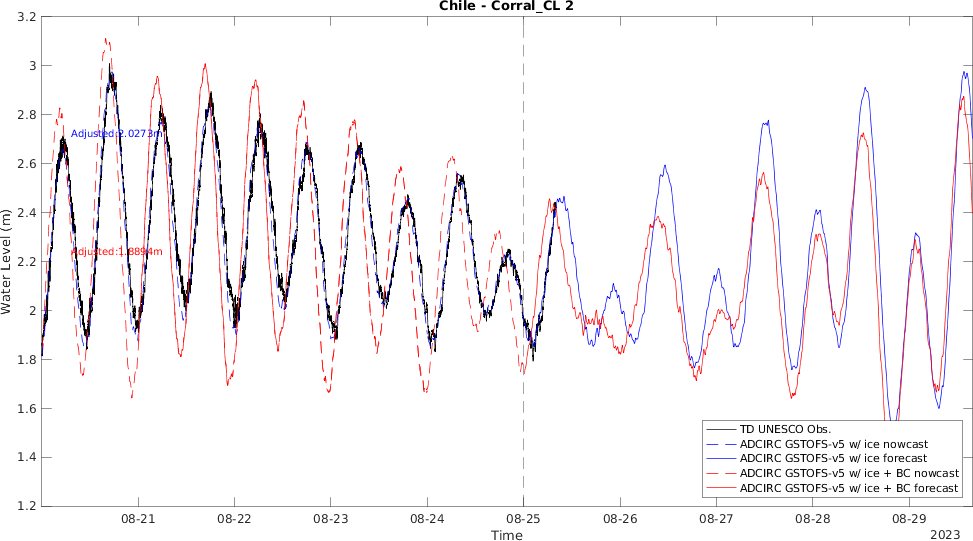 Chile - Corral_CL 2
3.2
3
2.8
2.6
2.4
2.2
2
1.8
1.6
1.4
1.2
Water Level (m)
Adjusted:2.0273m
Adjusted:1.8894m
TD UNESCO Obs.
ADCIRC GSTOFS-v5 w/ ice nowcast
ADCIRC GSTOFS-v5 w/ ice forecast
ADCIRC GSTOFS-v5 w/ ice + BC nowcast
ADCIRC GSTOFS-v5 w/ ice + BC forecast
08-21 08-22 08-23 08-24 08-25 08-26 08-27 08-28 08-29
Time
2023